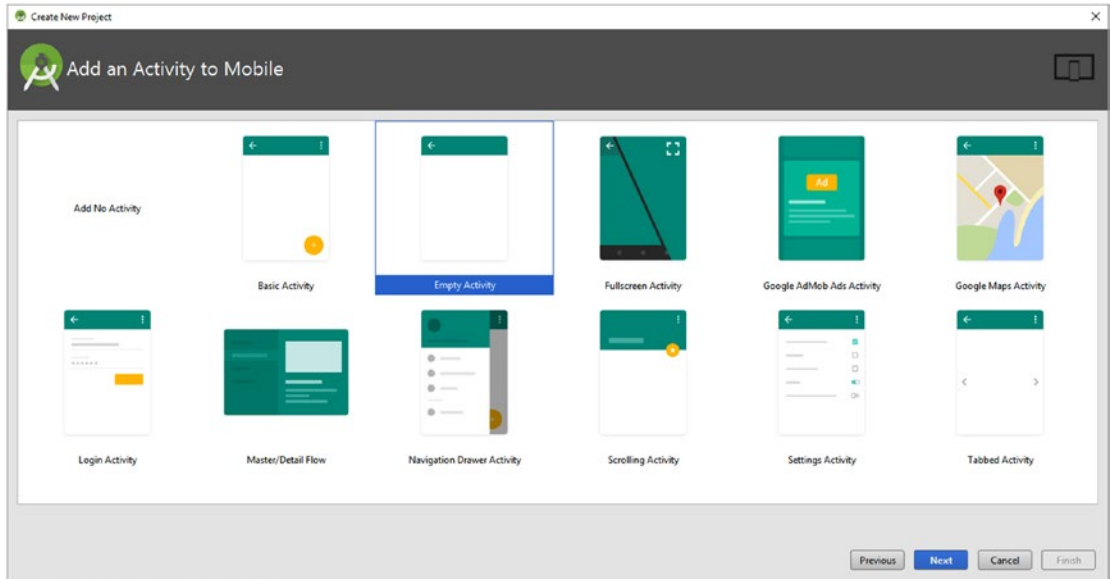 Create New Project
Add an Activity to Mobile
Add No Activity
Basic Activity
Empty Activity
Ad
Fullscreen Activity
Google AdMob Ads Activity
Google Maps Activity
Login Activity
Master/Detail Flow
Navigation Drawer Activity
Scrolling Activity
Settings Activity
Tabbed Activity
Previous
Next
Cancel
Finish